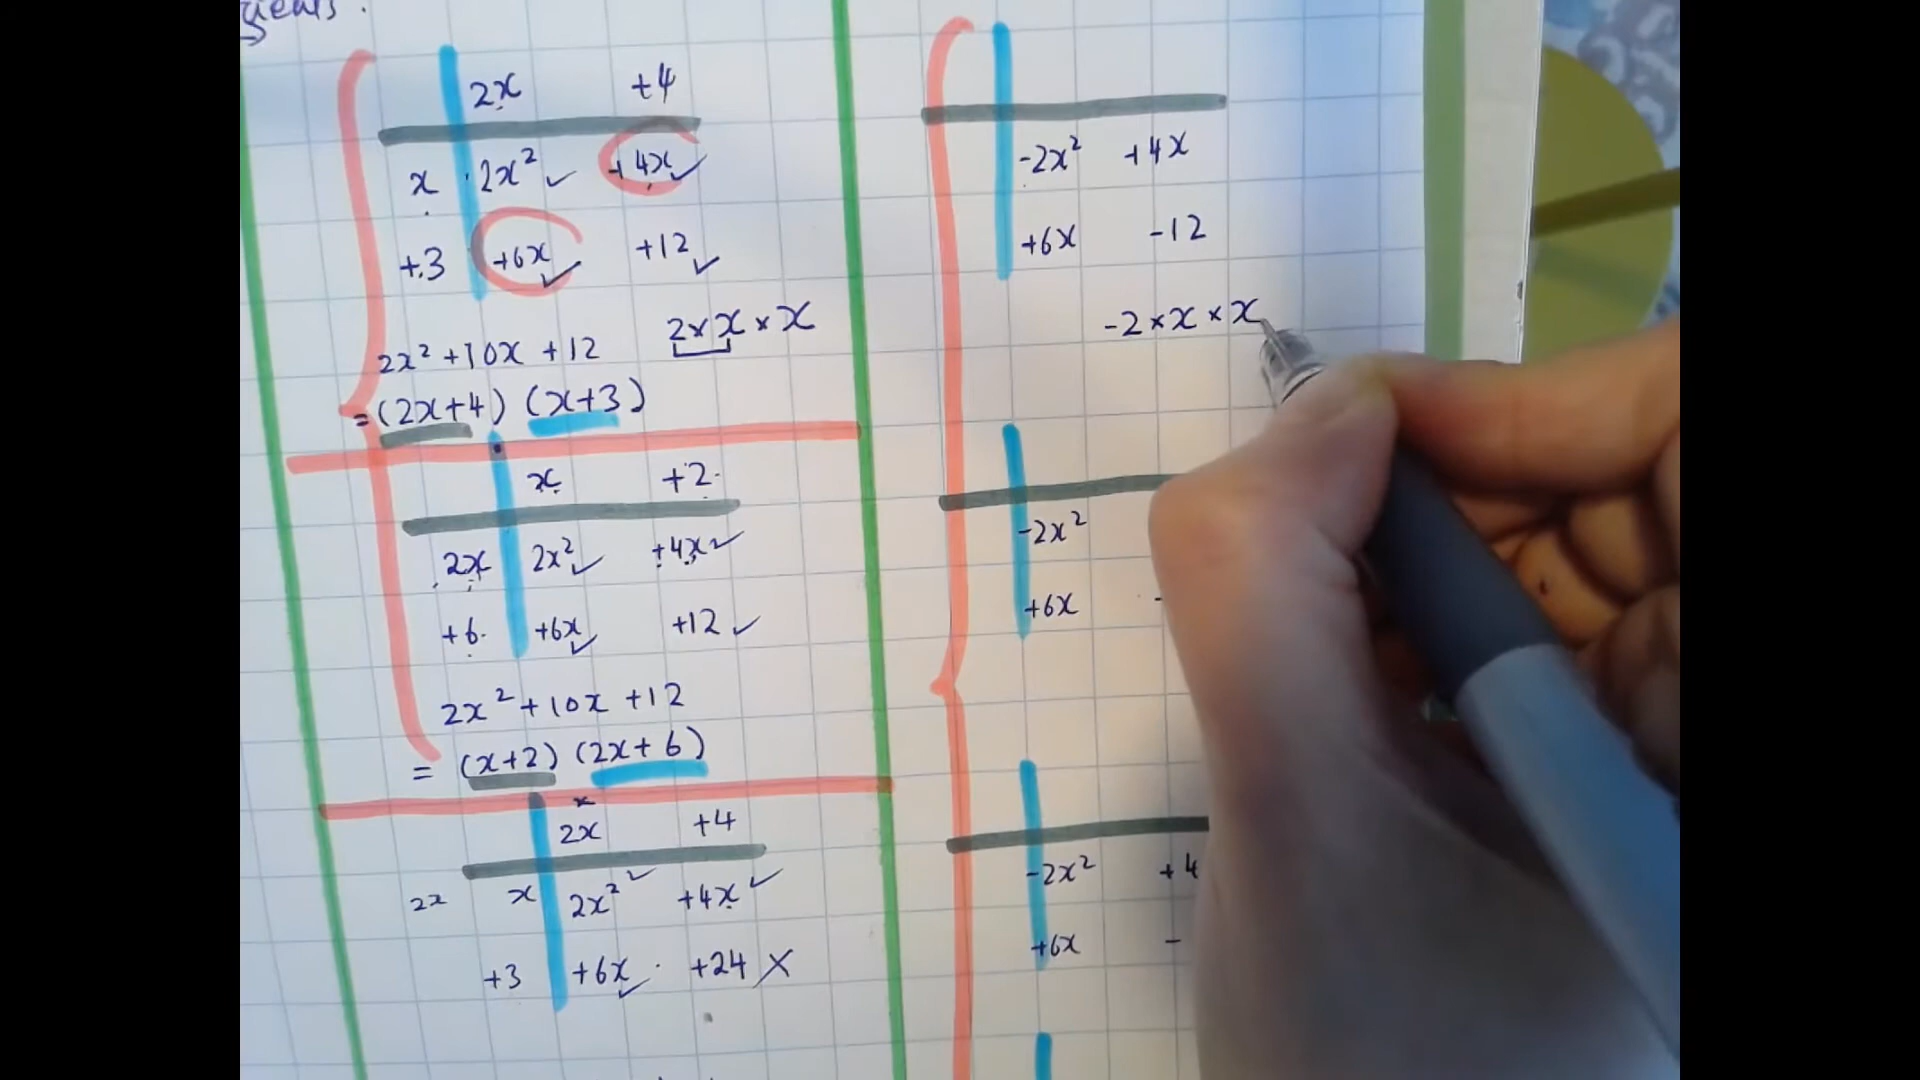 2x +4
x 2x² ✓ +4x ✓
+3 +6x ✓ +12 ✓
2x² +10x +12 2 × x × x
= (2x+4) (x+3)
x +2
2x 2x² ✓ +4x ✓
+6 +6x ✓ +12 ✓
2x² +10x +12
= (x+2) (2x+6)
x
2x +4
2x x 2x² ✓ +4x ✓
+3 +6x ✓ +24 X
-2x² +4x
+6x -12
-2 × x × x
-2x²
+6x -
-2x² +4
+6x -